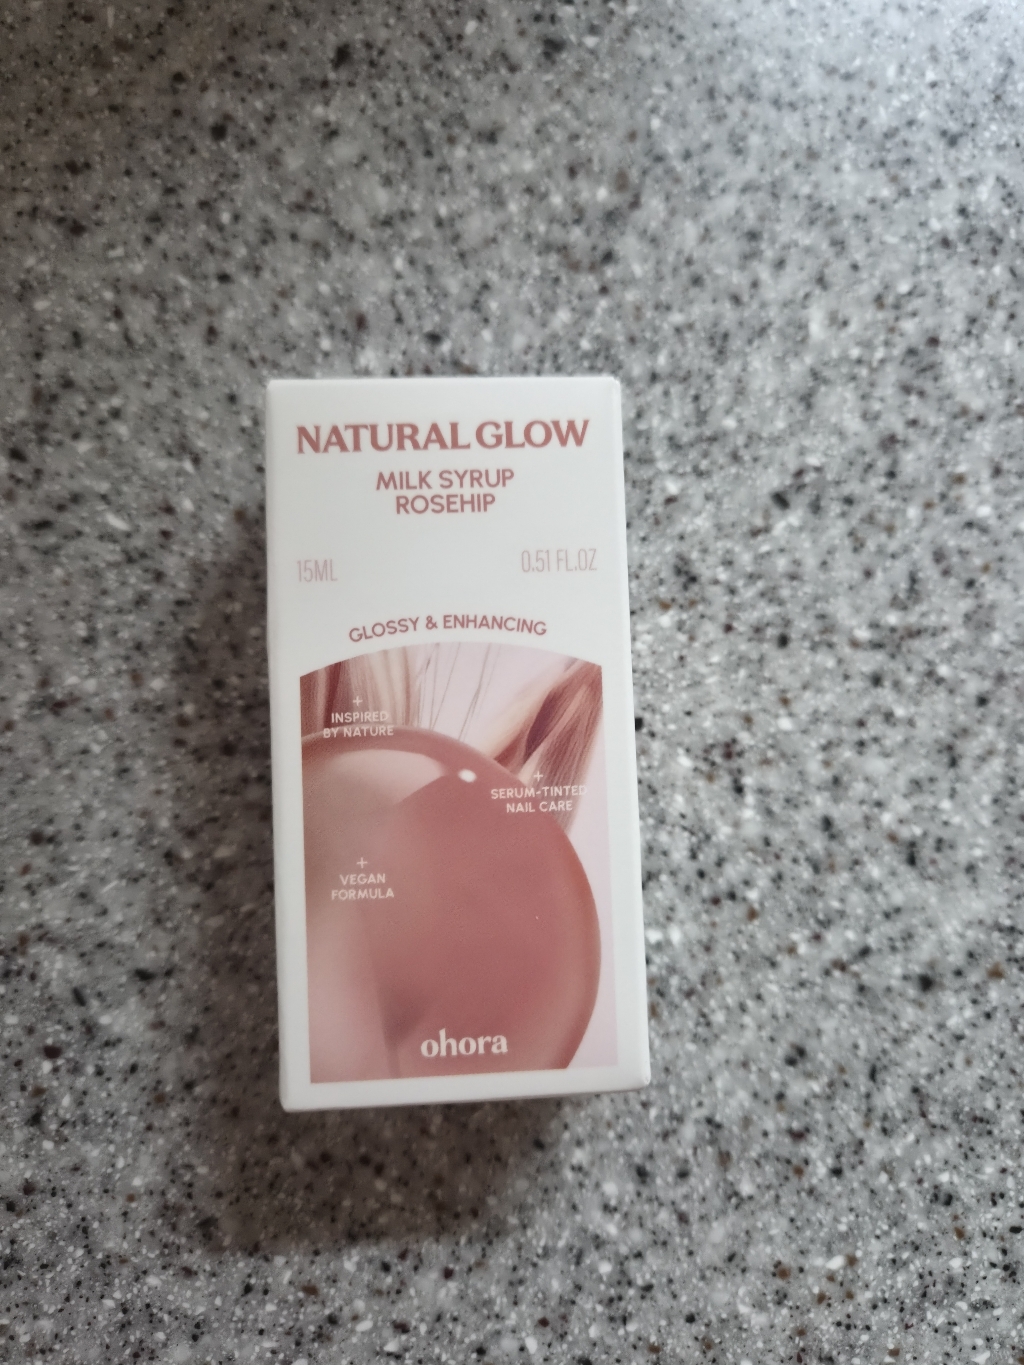 NATURAL GLOW
MILK SYRUP
ROSEHIP
15ML
0.51 FL.OZ
GLOSSY & ENHANCING
+
INSPIRED
BY NATURE
+
SERUM-TINTED
NAIL CARE
+
VEGAN
FORMULA
ohora